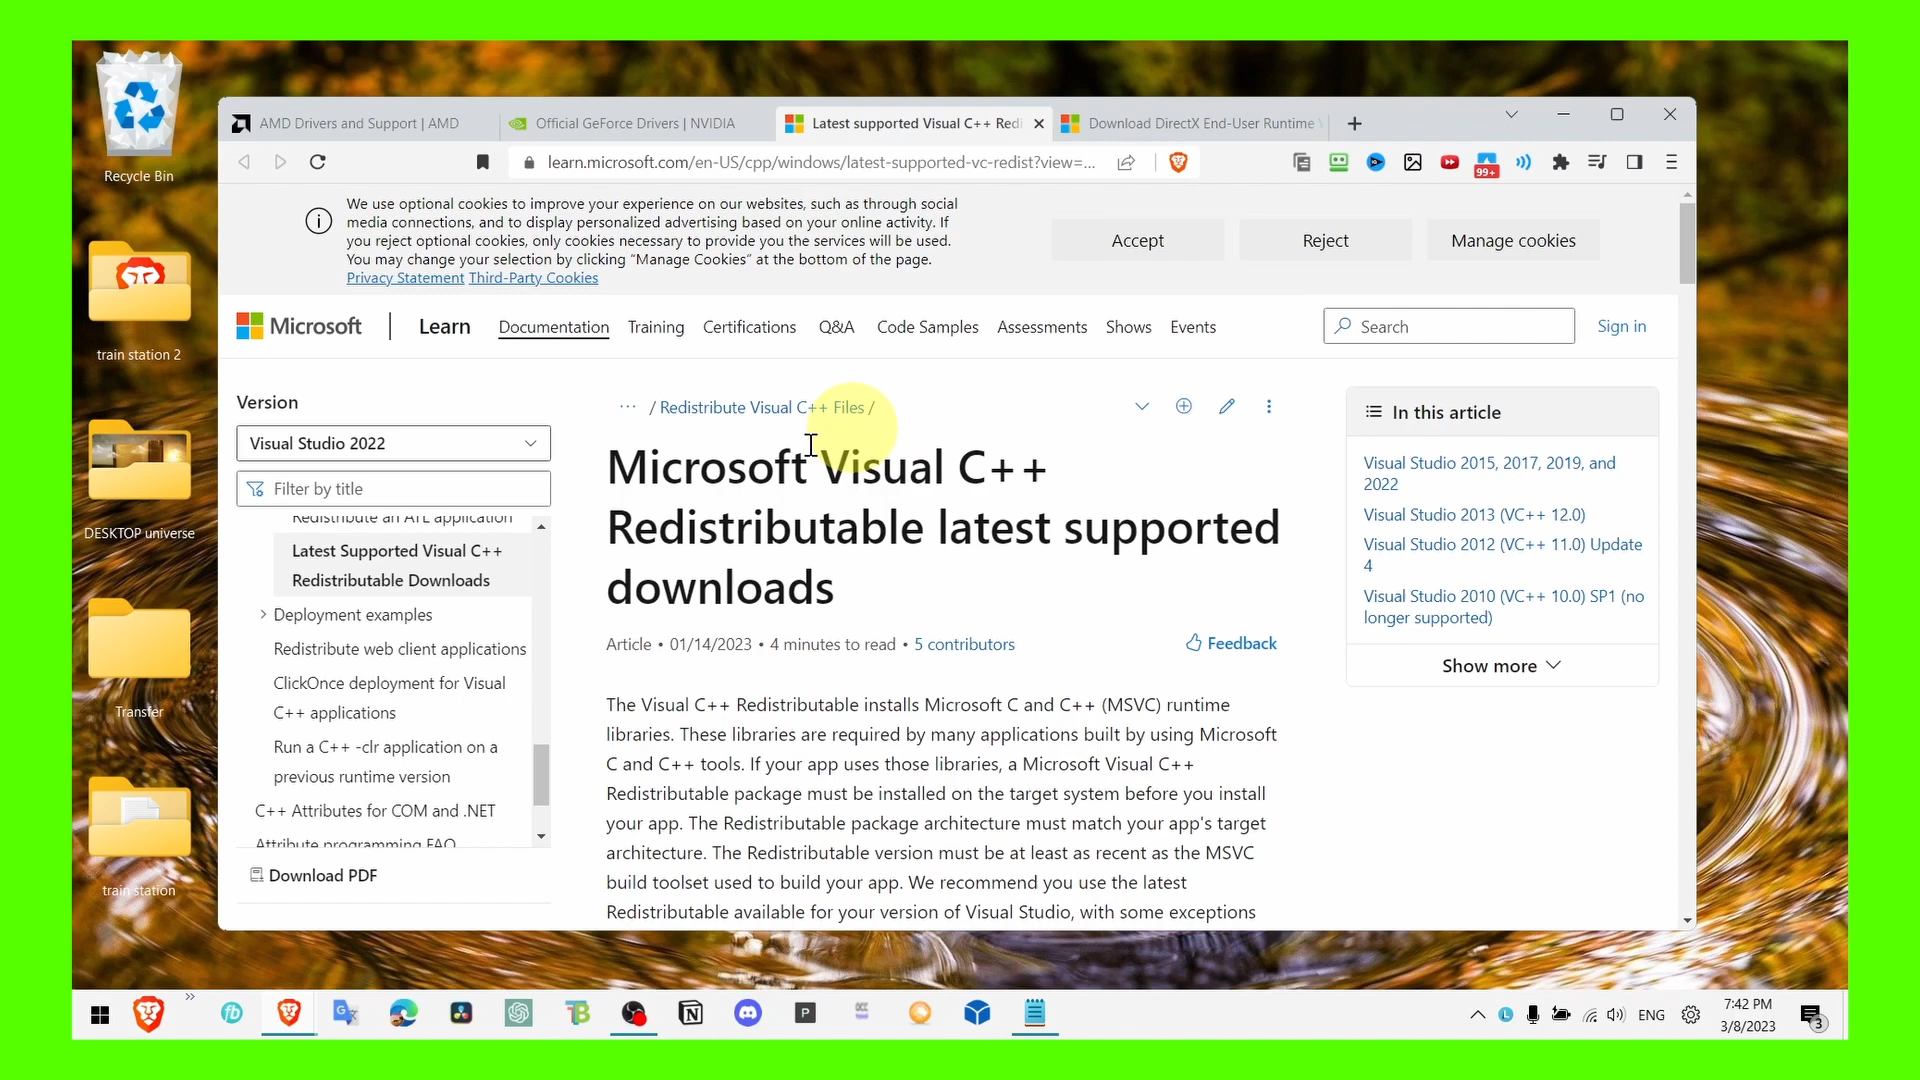 Recycle Bin
train station 2
DESKTOP universe
Transfer
train station
AMD Drivers and Support | AMD
Official GeForce Drivers | NVIDIA
Latest supported Visual C++ Redi
Download DirectX End-User Runtime
learn.microsoft.com/en-US/cpp/windows/latest-supported-vc-redist?view=...
99+
We use optional cookies to improve your experience on our websites, such as through social
media connections, and to display personalized advertising based on your online activity. If
you reject optional cookies, only cookies necessary to provide you the services will be used.
You may change your selection by clicking “Manage Cookies” at the bottom of the page.
Privacy Statement Third-Party Cookies
Accept
Reject
Manage cookies
Microsoft
Learn
Documentation
Training
Certifications
Q&A
Code Samples
Assessments
Shows
Events
Search
Sign in
Version
Visual Studio 2022
Filter by title
Redistribute an ATL application
Latest Supported Visual C++
Redistributable Downloads
Deployment examples
Redistribute web client applications
ClickOnce deployment for Visual
C++ applications
Run a C++ -clr application on a
previous runtime version
C++ Attributes for COM and .NET
Attribute programming FAQ
Download PDF
··· / Redistribute Visual C++ Files /
Microsoft Visual C++
Redistributable latest supported
downloads
Article • 01/14/2023 • 4 minutes to read • 5 contributors
Feedback
The Visual C++ Redistributable installs Microsoft C and C++ (MSVC) runtime
libraries. These libraries are required by many applications built by using Microsoft
C and C++ tools. If your app uses those libraries, a Microsoft Visual C++
Redistributable package must be installed on the target system before you install
your app. The Redistributable package architecture must match your app's target
architecture. The Redistributable version must be at least as recent as the MSVC
build toolset used to build your app. We recommend you use the latest
Redistributable available for your version of Visual Studio, with some exceptions
In this article
Visual Studio 2015, 2017, 2019, and
2022
Visual Studio 2013 (VC++ 12.0)
Visual Studio 2012 (VC++ 11.0) Update
4
Visual Studio 2010 (VC++ 10.0) SP1 (no
longer supported)
Show more
fb
G
B
N
P
L
ENG
7:42 PM
3/8/2023
3